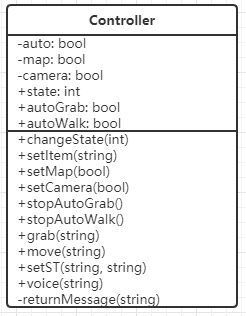 Controller
-auto: bool
-map: bool
-camera: bool
+state: int
+autoGrab: bool
+autoWalk: bool
+changeState(int)
+setItem(string)
+setMap(bool)
+setCamera(bool)
+stopAutoGrab()
+stopAutoWalk()
+grab(string)
+move(string)
+setST(string, string)
+voice(string)
-returnMessage(string)